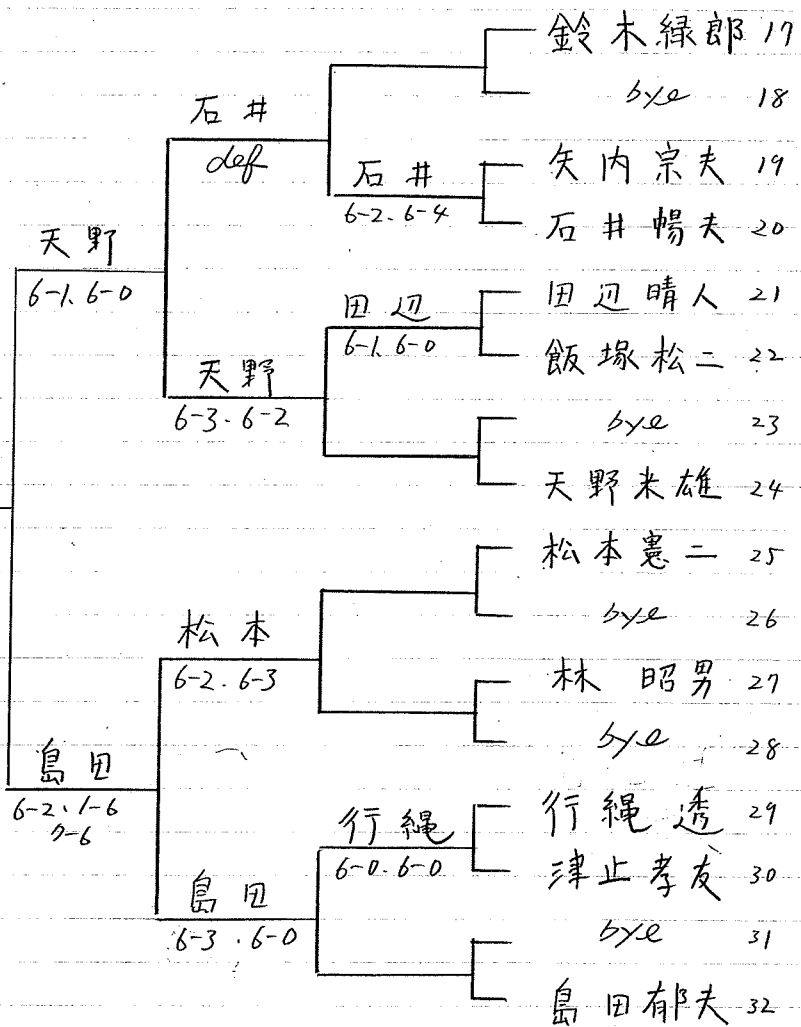 鈴木緑郎 17
bye 18
石井
def
石井
6-2. 6-4
矢内宗夫 19
石井暢夫 20
天野
6-1. 6-0
田辺
6-1. 6-0
田辺晴人 21
飯塚松二 22
天野
6-3. 6-2
bye 23
天野米雄 24
松本憲二 25
bye 26
松本
6-2. 6-3
林 昭男 27
bye 28
島田
6-2. 1-6
7-6
行縄
6-0. 6-0
行縄透 29
津止孝友 30
島田
6-3. 6-0
bye 31
島田郁夫 32